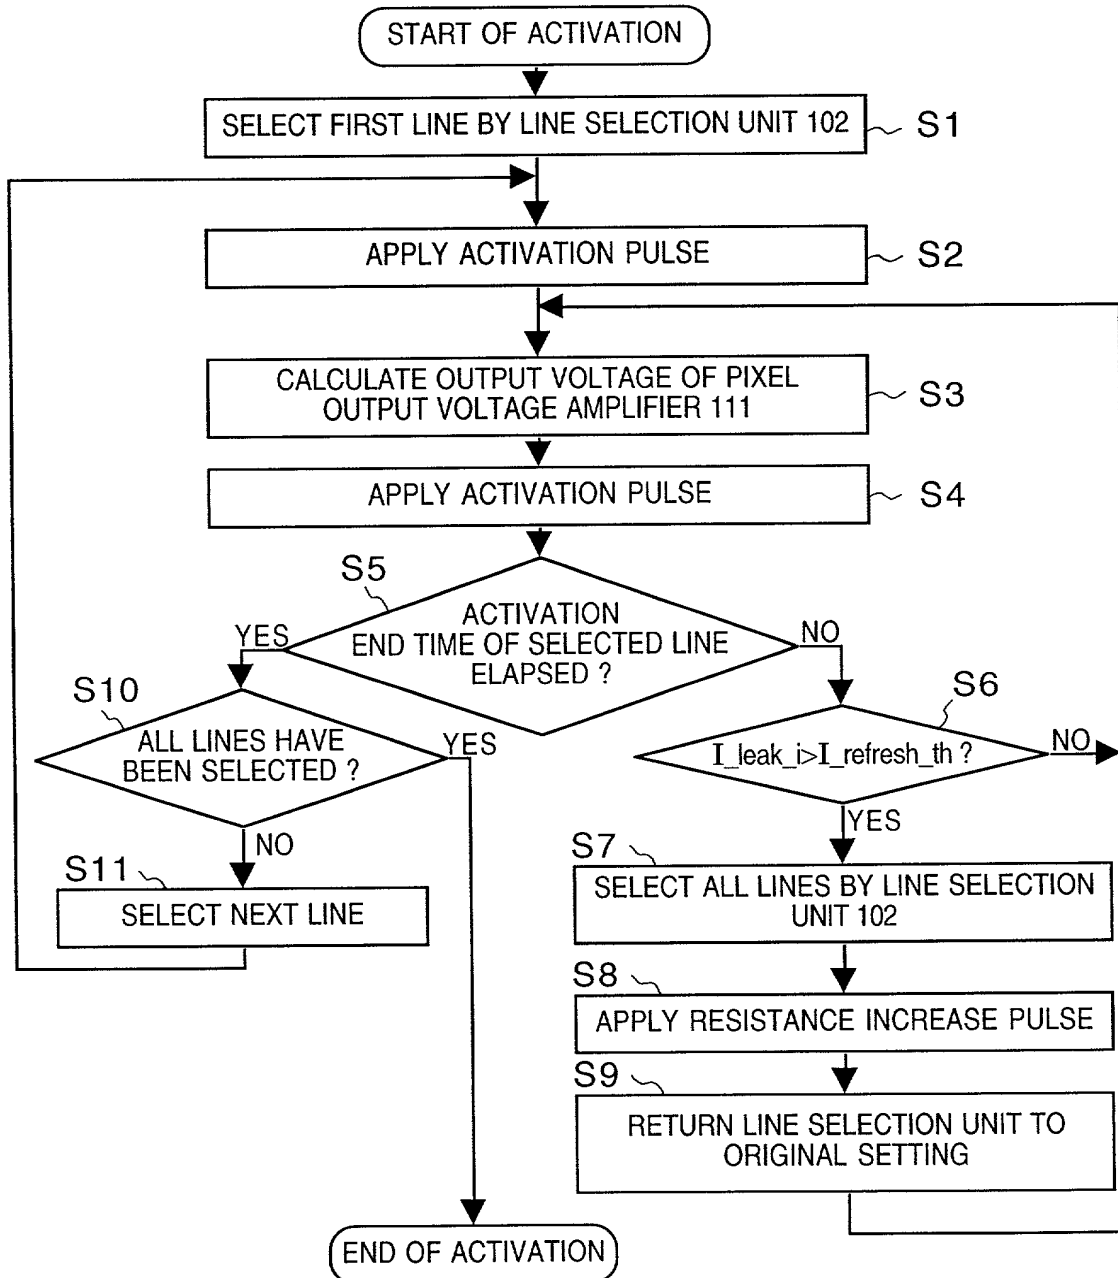 START OF ACTIVATION
SELECT FIRST LINE BY LINE SELECTION UNIT 102
S1
APPLY ACTIVATION PULSE
S2
CALCULATE OUTPUT VOLTAGE OF PIXEL
OUTPUT VOLTAGE AMPLIFIER 111
S3
APPLY ACTIVATION PULSE
S4
S5
ACTIVATION
END TIME OF SELECTED LINE
ELAPSED ?
YES
NO
S10
ALL LINES HAVE
BEEN SELECTED ?
YES
NO
S11
SELECT NEXT LINE
S6
I_leak_i>I_refresh_th ?
NO
YES
S7
SELECT ALL LINES BY LINE SELECTION
UNIT 102
S8
APPLY RESISTANCE INCREASE PULSE
S9
RETURN LINE SELECTION UNIT TO
ORIGINAL SETTING
END OF ACTIVATION